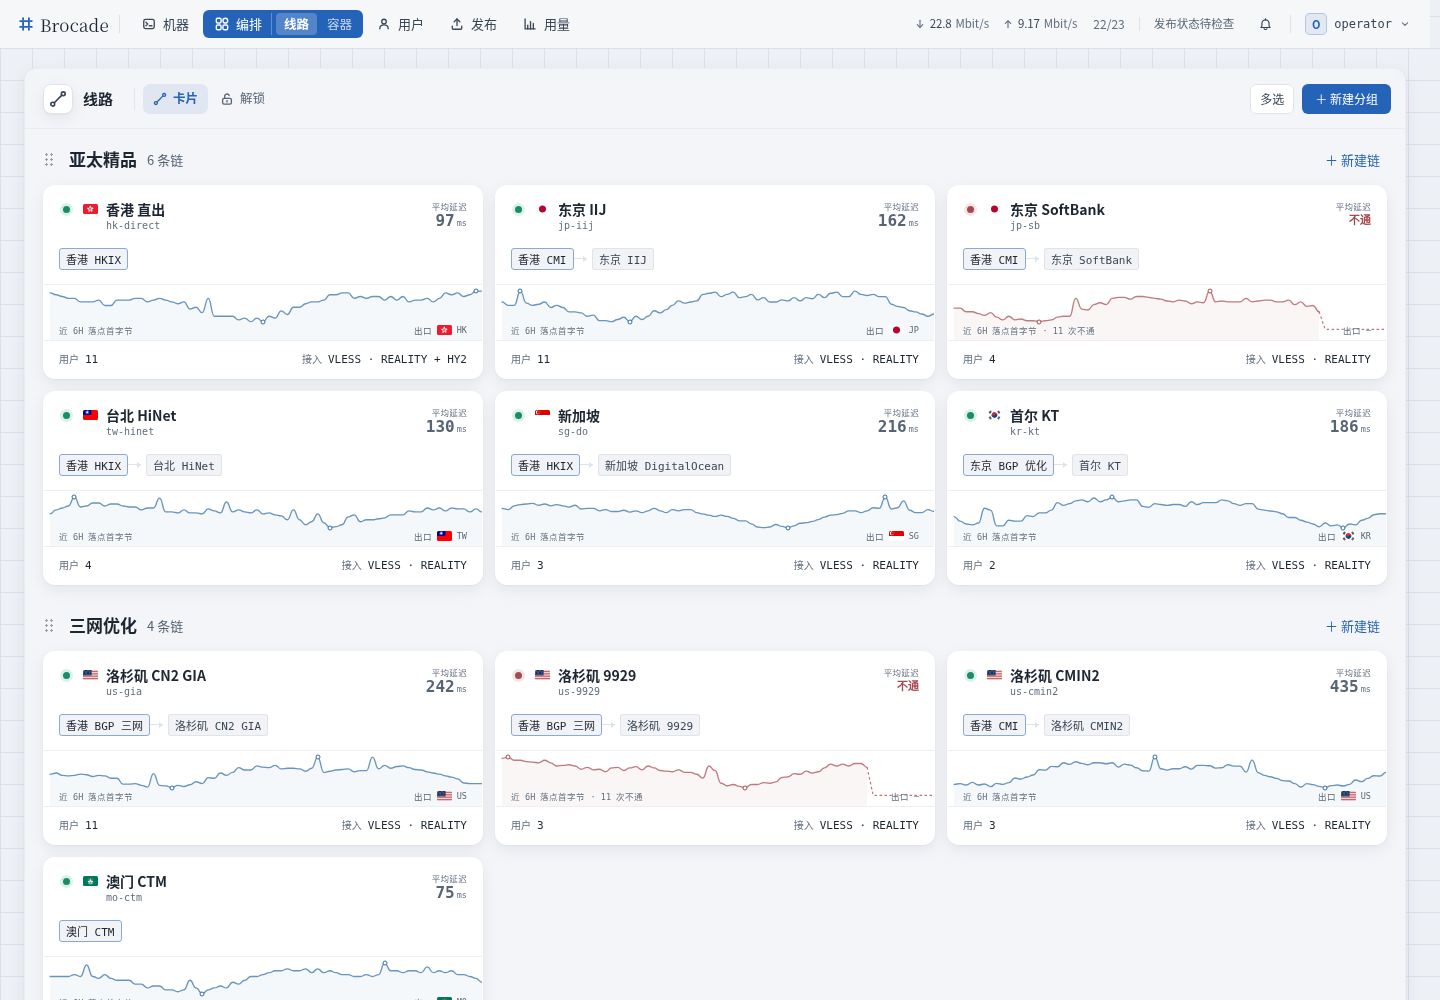 Brocade 机器 编排 线路 容器 用户 发布 用量 22.8 Mbit/s 9.17 Mbit/s 22/23 发布状态待检查 O operator
线路 卡片 解锁 多选 新建分组
亚太精品 6 条链 新建链
香港 直出 平均延迟
hk-direct 97 ms
香港 HKIX
近 6H 落点首字节 出口 HK
用户 11 接入 VLESS · REALITY + HY2
东京 IIJ 平均延迟
jp-iij 162 ms
香港 CMI 东京 IIJ
近 6H 落点首字节 出口 JP
用户 11 接入 VLESS · REALITY
东京 SoftBank 平均延迟
jp-sb 不通
香港 CMI 东京 SoftBank
近 6H 落点首字节 · 11 次不通 出口 —
用户 4 接入 VLESS · REALITY
台北 HiNet 平均延迟
tw-hinet 130 ms
香港 HKIX 台北 HiNet
近 6H 落点首字节 出口 TW
用户 4 接入 VLESS · REALITY
新加坡 平均延迟
sg-do 216 ms
香港 HKIX 新加坡 DigitalOcean
近 6H 落点首字节 出口 SG
用户 3 接入 VLESS · REALITY
首尔 KT 平均延迟
kr-kt 186 ms
东京 BGP 优化 首尔 KT
近 6H 落点首字节 出口 KR
用户 2 接入 VLESS · REALITY
三网优化 4 条链 新建链
洛杉矶 CN2 GIA 平均延迟
us-gia 242 ms
香港 BGP 三网 洛杉矶 CN2 GIA
近 6H 落点首字节 出口 US
用户 11 接入 VLESS · REALITY
洛杉矶 9929 平均延迟
us-9929 不通
香港 BGP 三网 洛杉矶 9929
近 6H 落点首字节 · 11 次不通 出口 —
用户 3 接入 VLESS · REALITY
洛杉矶 CMIN2 平均延迟
us-cmin2 435 ms
香港 CMI 洛杉矶 CMIN2
近 6H 落点首字节 出口 US
用户 3 接入 VLESS · REALITY
澳门 CTM 平均延迟
mo-ctm 75 ms
澳门 CTM